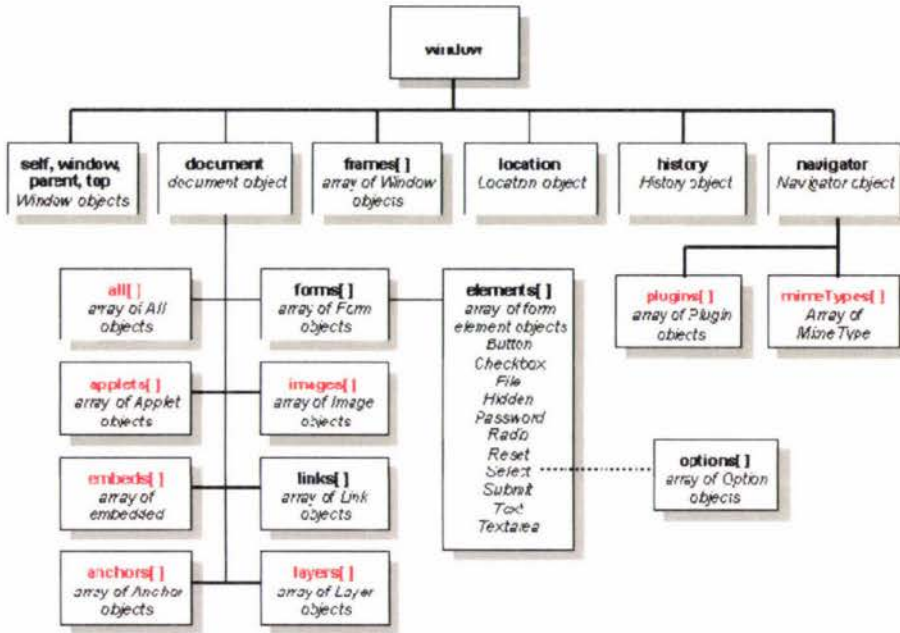 window
self, window,
parent, top
Window objects
document
document object
frames[ ]
array of Window
objects
location
Location object
history
History object
navigator
Navigator object
all[ ]
array of All
objects
forms[ ]
array of Form
objects
elements[ ]
array of form
element objects
Button
Checkbox
File
Hidden
Password
Radio
Reset
Select
Submit
Text
Textarea
plugins[ ]
array of Plugin
objects
mimeTypes[ ]
Array of
MimeType
applets[ ]
array of Applet
objects
images[ ]
array of Image
objects
options[ ]
array of Option
objects
embeds[ ]
array of
embedded
links[ ]
array of Link
objects
anchors[ ]
array of Anchor
objects
layers[ ]
array of Layer
objects